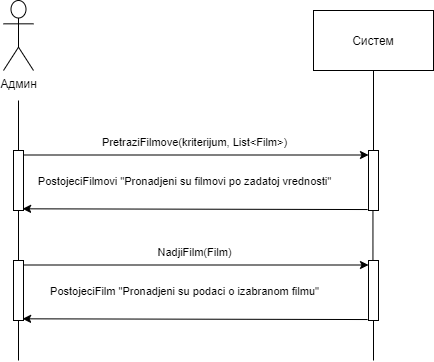 Админ
Систем
PretraziFilmove(kriterijum, List<Film>)
PostojeciFilmovi "Pronadjeni su filmovi po zadatoj vrednosti"
NadjiFilm(Film)
PostojeciFilm "Pronadjeni su podaci o izabranom filmu"